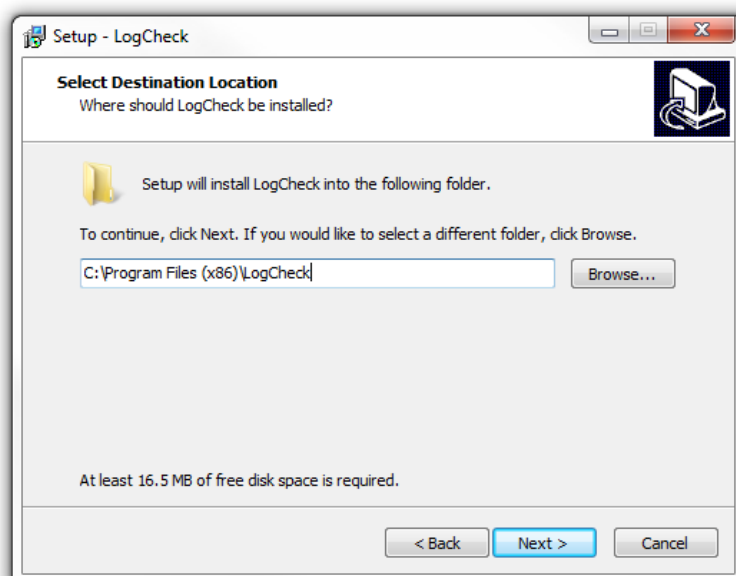 Setup - LogCheck
Select Destination Location
Where should LogCheck be installed?
Setup will install LogCheck into the following folder.
To continue, click Next. If you would like to select a different folder, click Browse.
C:\Program Files (x86)\LogCheck
Browse...
At least 16.5 MB of free disk space is required.
< Back
Next >
Cancel